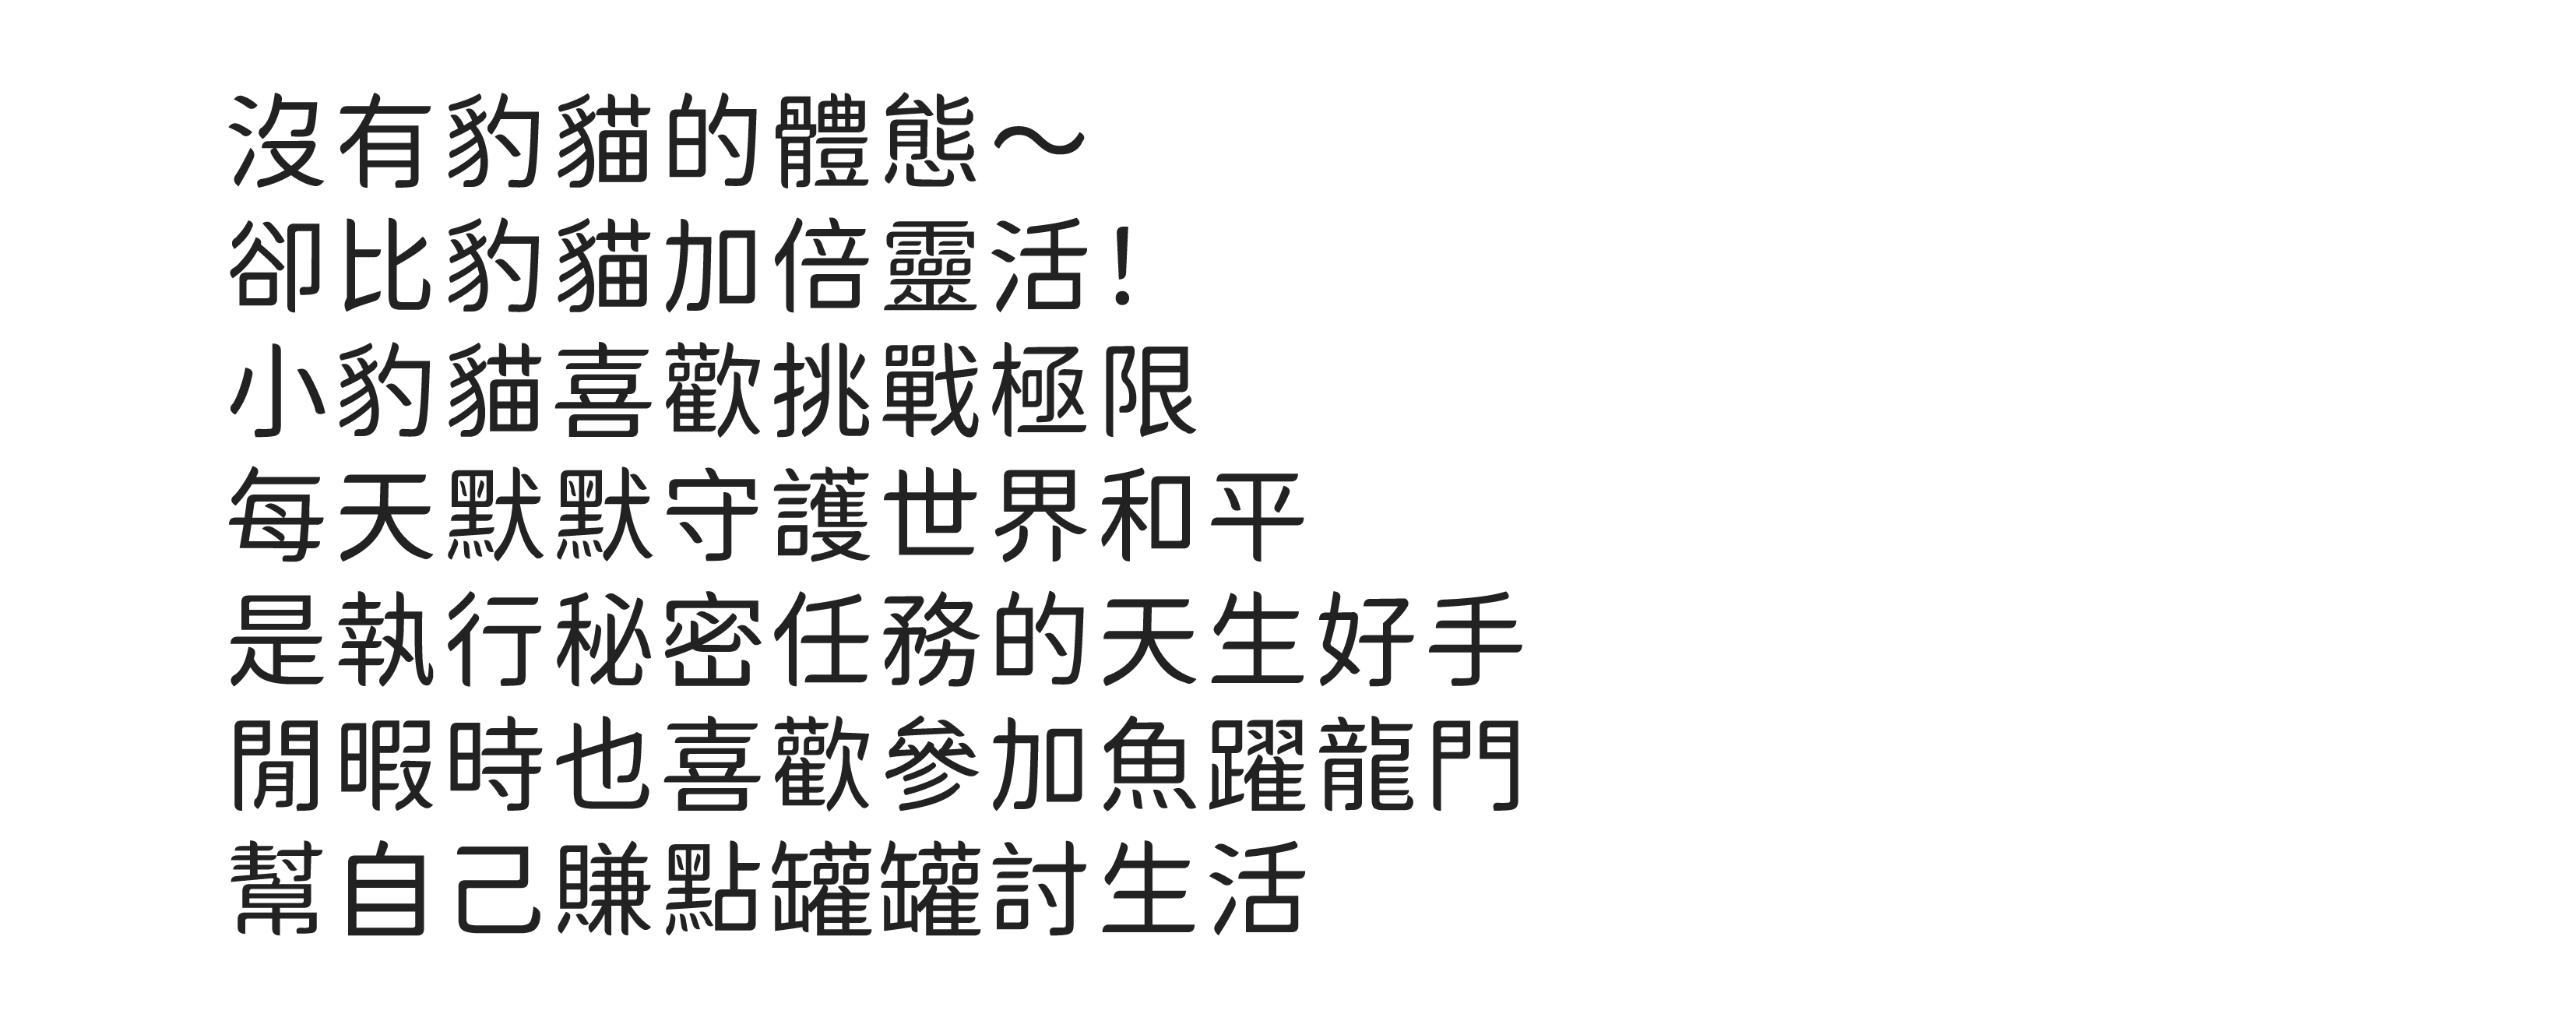 沒有豹貓的體態～
卻比豹貓加倍靈活！
小豹貓喜歡挑戰極限
每天默默守護世界和平
是執行秘密任務的天生好手
閒暇時也喜歡參加魚躍龍門
幫自己賺點罐罐討生活